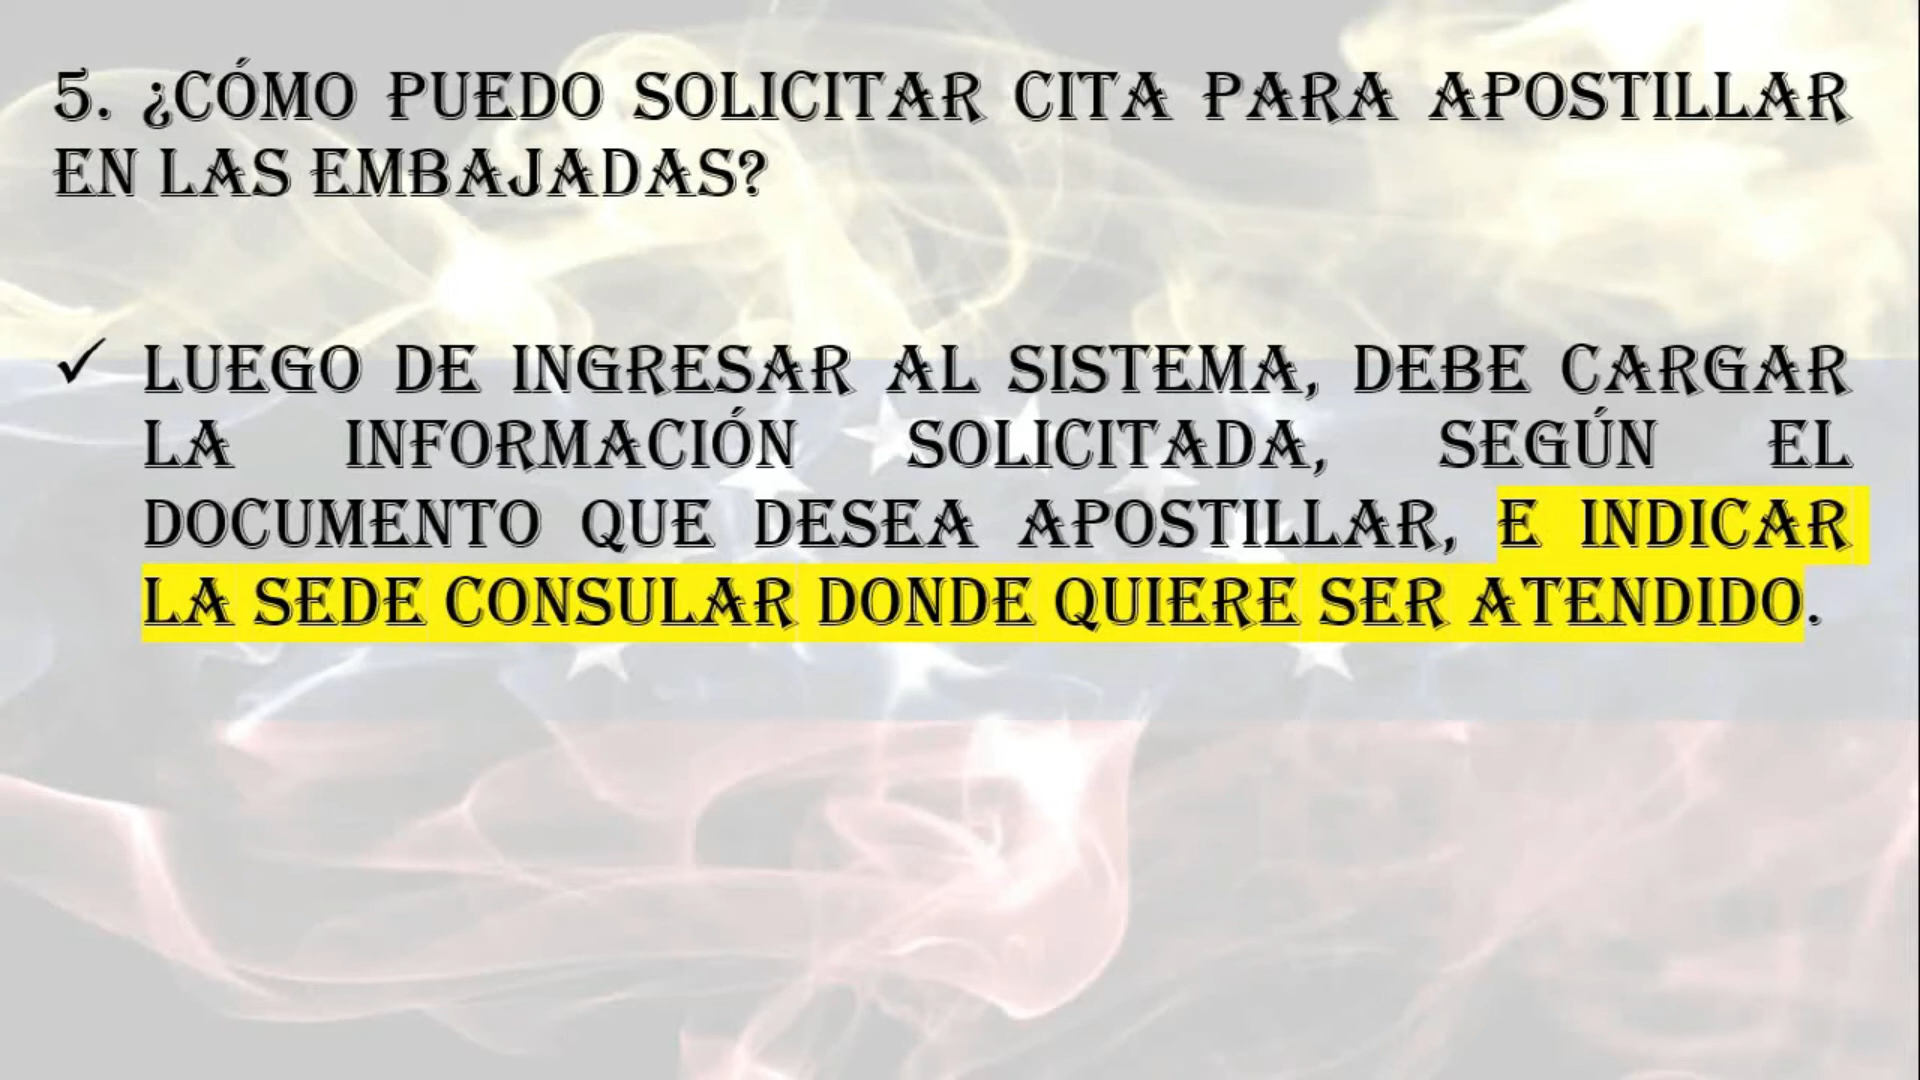 5. ¿CÓMO PUEDO SOLICITAR CITA PARA APOSTILLAR
EN LAS EMBAJADAS?
✓ LUEGO DE INGRESAR AL SISTEMA, DEBE CARGAR
LA INFORMACIÓN SOLICITADA, SEGÚN EL
DOCUMENTO QUE DESEA APOSTILLAR, E INDICAR
LA SEDE CONSULAR DONDE QUIERE SER ATENDIDO.